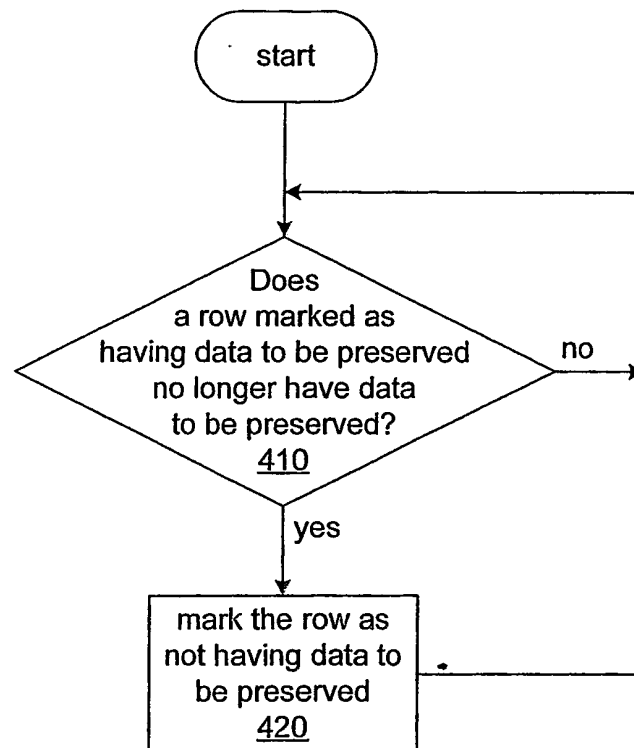 start
Does
a row marked as
having data to be preserved
no longer have data
to be preserved?
410
no
yes
mark the row as
not having data to
be preserved
420